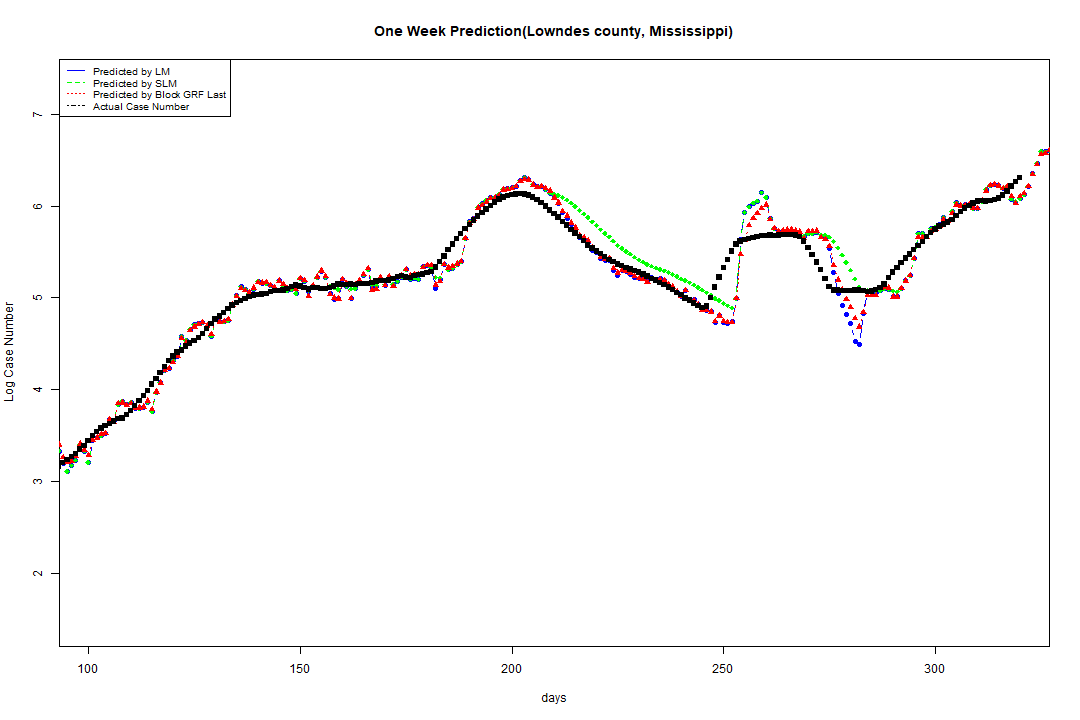 One Week Prediction(Lowndes county, Mississippi)
Predicted by LM
Predicted by SLM
Predicted by Block GRF Last
Actual Case Number
7
6
5
4
3
2
Log Case Number
100 150 200 250 300
days